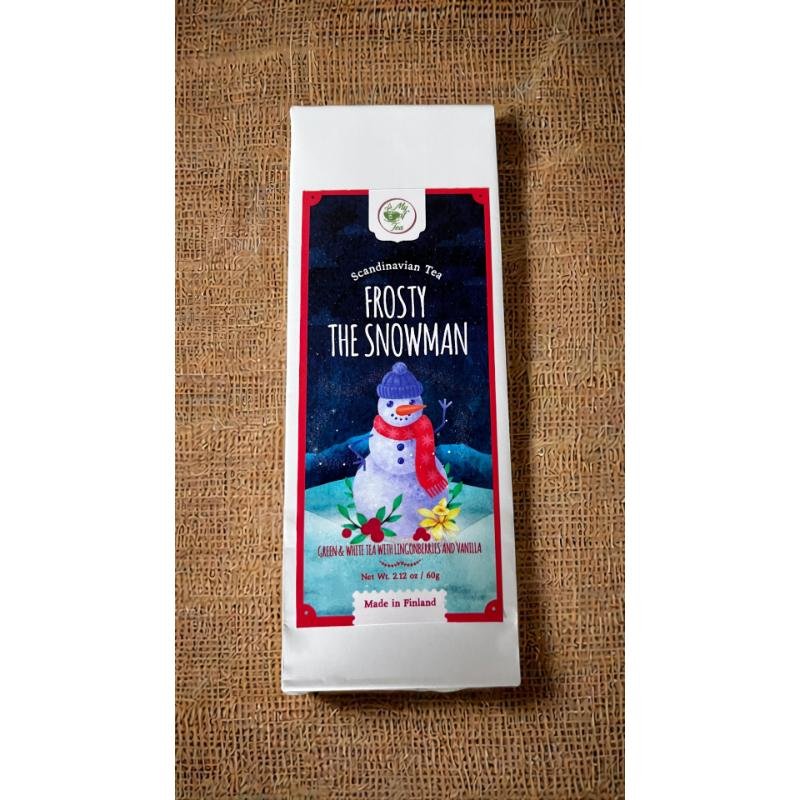 Tea
Scandinavian Tea
FROSTY
THE SNOWMAN
GREEN & WHITE TEA WITH LINGONBERRIES AND VANILLA
Net Wt. 2.12 oz / 60g
Made in Finland